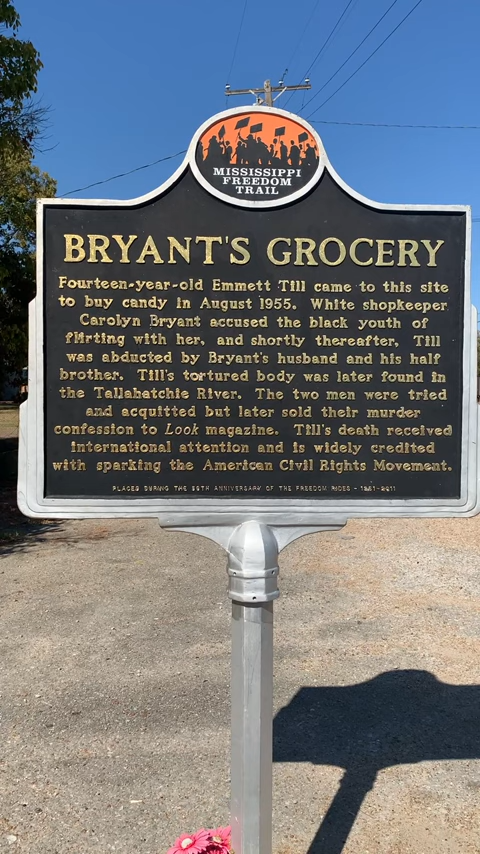 MISSISSIPPI
FREEDOM
TRAIL
BRYANT'S GROCERY
Fourteen-year-old Emmett Till came to this site
to buy candy in August 1955. White shopkeeper
Carolyn Bryant accused the black youth of
flirting with her, and shortly thereafter, Till
was abducted by Bryant's husband and his half
brother. Till's tortured body was later found in
the Tallahatchie River. The two men were tried
and acquitted but later sold their murder
confession to Look magazine. Till's death received
international attention and is widely credited
with sparking the American Civil Rights Movement.
PLACED DURING THE 50TH ANNIVERSARY OF THE FREEDOM RIDES - 1961-2011